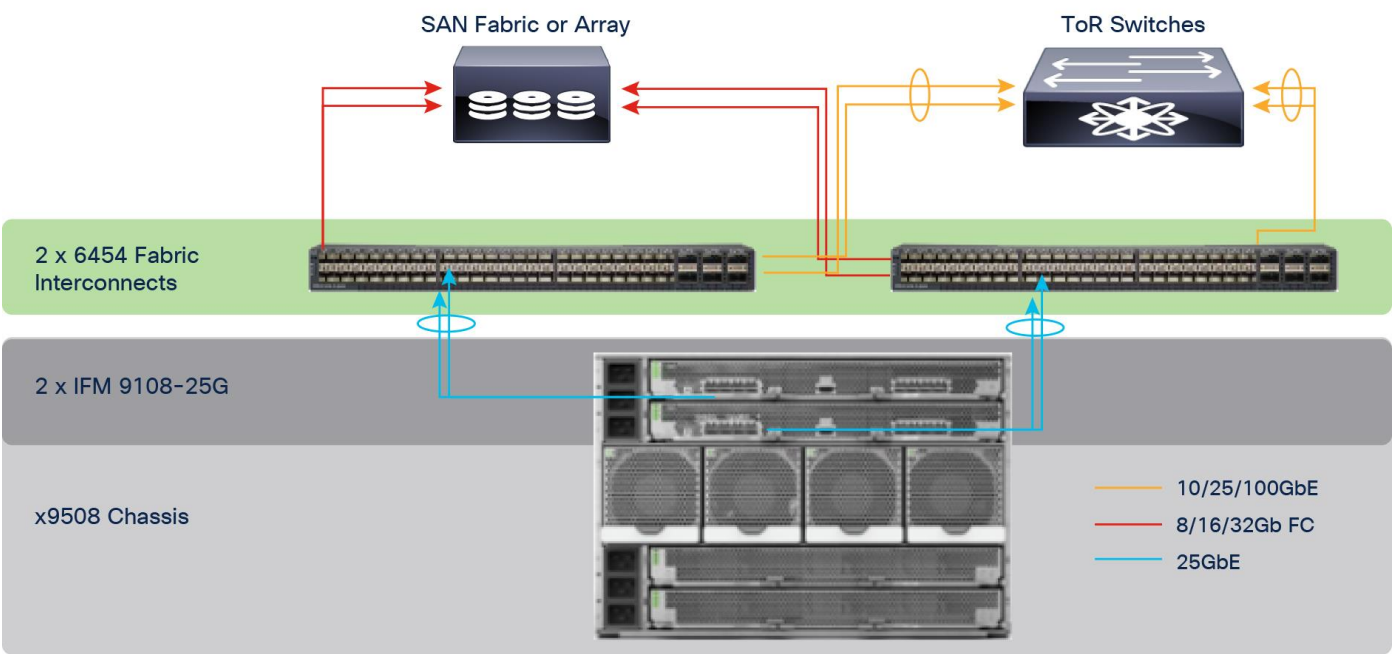 SAN Fabric or Array
ToR Switches
2 x 6454 Fabric
Interconnects
2 x IFM 9108-25G
x9508 Chassis
10/25/100GbE
8/16/32Gb FC
25GbE